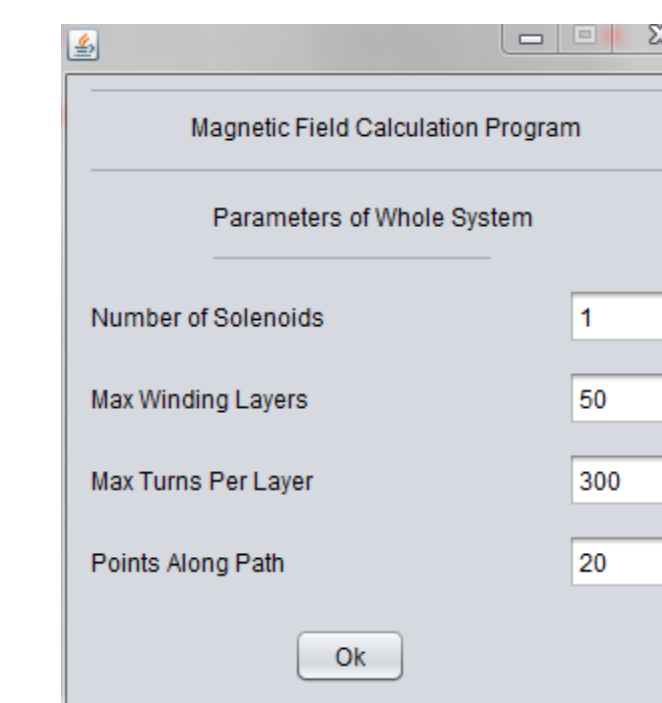 Magnetic Field Calculation Program
Parameters of Whole System
Number of Solenoids 1
Max Winding Layers 50
Max Turns Per Layer 300
Points Along Path 20
Ok